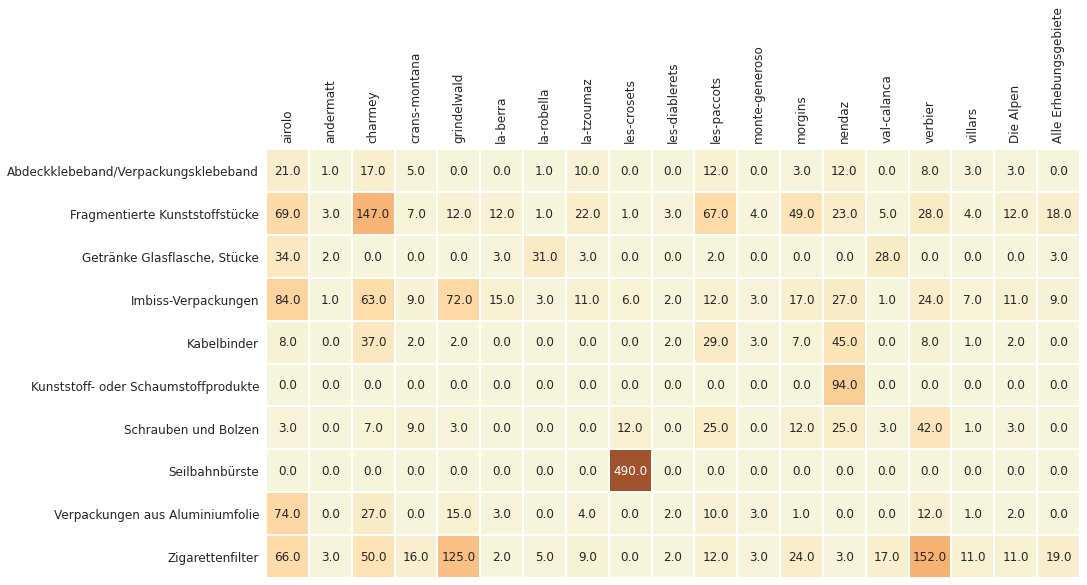 airolo andermatt charmey crans-montana grindelwald la-berra la-robella la-tzoumaz les-crosets les-diablerets les-paccots monte-generoso morgins nendaz val-calanca verbier villars Die Alpen Alle Erhebungsgebiete
Abdeckklebeband/Verpackungsklebeband 21.0 1.0 17.0 5.0 0.0 0.0 1.0 10.0 0.0 0.0 12.0 0.0 3.0 12.0 0.0 8.0 3.0 3.0 0.0
Fragmentierte Kunststoffstücke 69.0 3.0 147.0 7.0 12.0 12.0 1.0 22.0 1.0 3.0 67.0 4.0 49.0 23.0 5.0 28.0 4.0 12.0 18.0
Getränke Glasflasche, Stücke 34.0 2.0 0.0 0.0 0.0 3.0 31.0 3.0 0.0 0.0 2.0 0.0 0.0 0.0 28.0 0.0 0.0 0.0 3.0
Imbiss-Verpackungen 84.0 1.0 63.0 9.0 72.0 15.0 3.0 11.0 6.0 2.0 12.0 3.0 17.0 27.0 1.0 24.0 7.0 11.0 9.0
Kabelbinder 8.0 0.0 37.0 2.0 2.0 0.0 0.0 0.0 0.0 2.0 29.0 3.0 7.0 45.0 0.0 8.0 1.0 2.0 0.0
Kunststoff- oder Schaumstoffprodukte 0.0 0.0 0.0 0.0 0.0 0.0 0.0 0.0 0.0 0.0 0.0 0.0 0.0 94.0 0.0 0.0 0.0 0.0 0.0
Schrauben und Bolzen 3.0 0.0 7.0 9.0 3.0 0.0 0.0 0.0 12.0 0.0 25.0 0.0 12.0 25.0 3.0 42.0 1.0 3.0 0.0
Seilbahnbürste 0.0 0.0 0.0 0.0 0.0 0.0 0.0 0.0 490.0 0.0 0.0 0.0 0.0 0.0 0.0 0.0 0.0 0.0 0.0
Verpackungen aus Aluminiumfolie 74.0 0.0 27.0 0.0 15.0 3.0 0.0 4.0 0.0 2.0 10.0 3.0 1.0 0.0 0.0 12.0 1.0 2.0 0.0
Zigarettenfilter 66.0 3.0 50.0 16.0 125.0 2.0 5.0 9.0 0.0 2.0 12.0 3.0 24.0 3.0 17.0 152.0 11.0 11.0 19.0